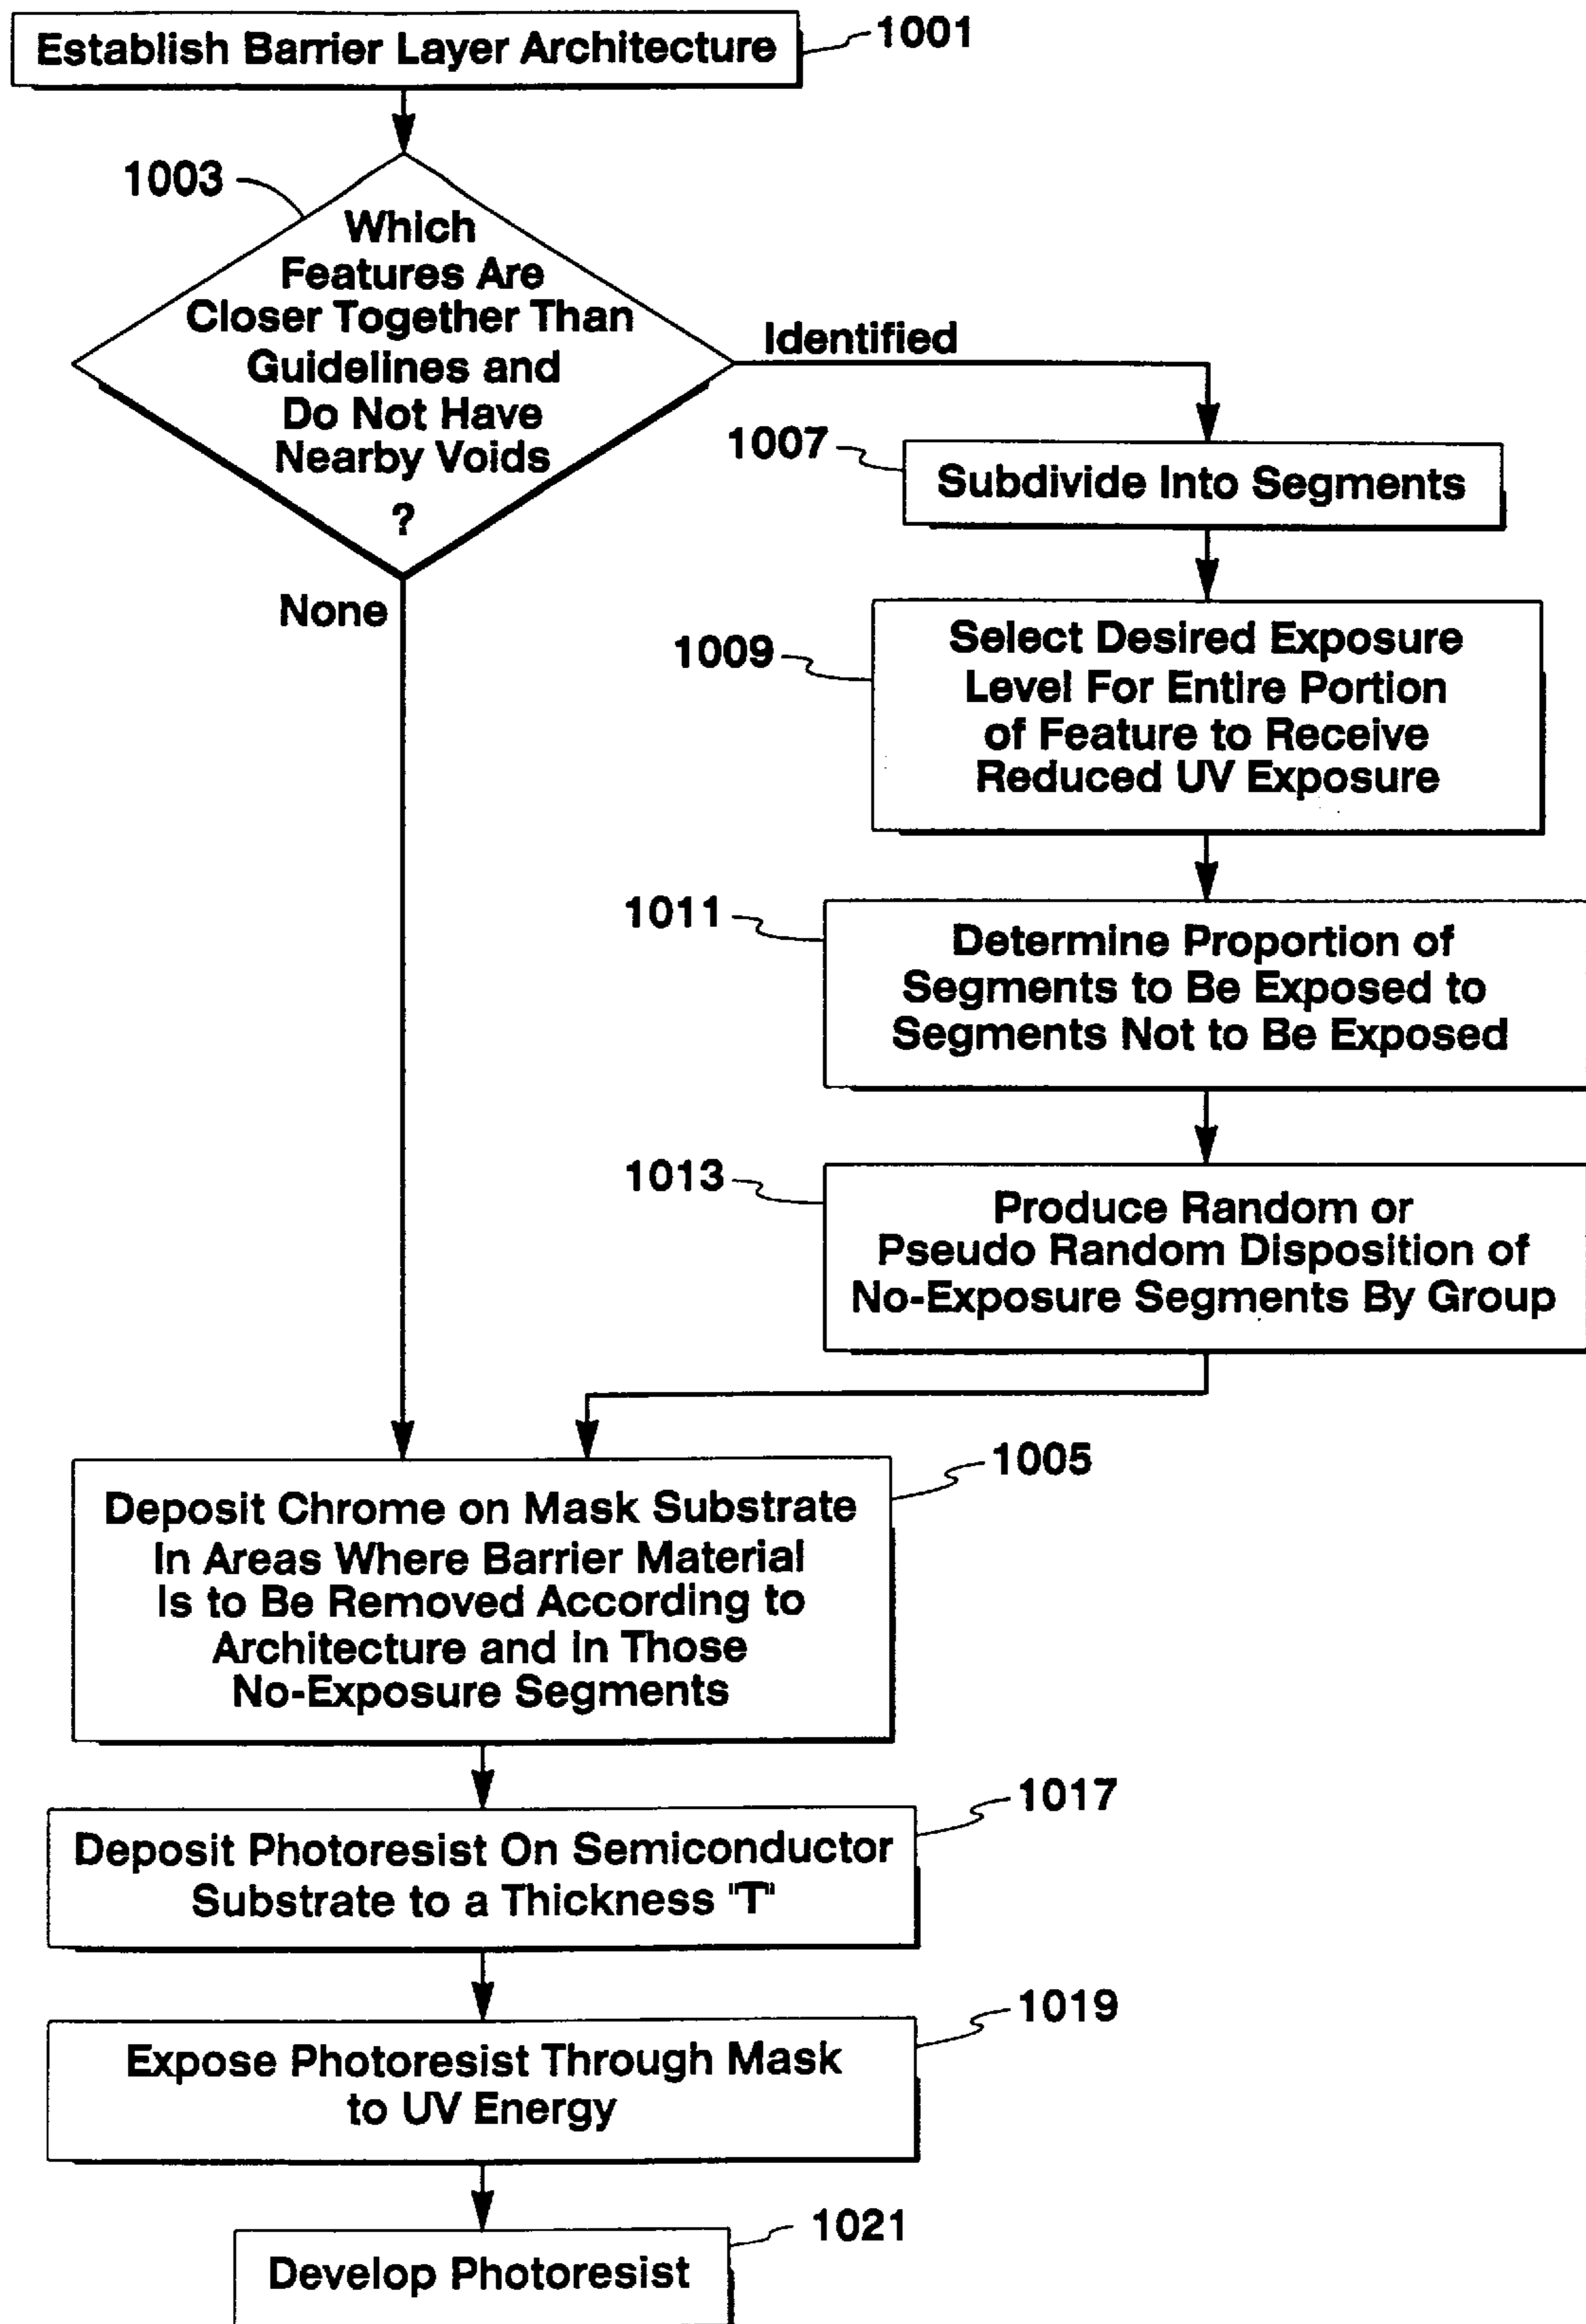 Establish Barrier Layer Architecture
1001
1003
Which
Features Are
Closer Together Than
Guidelines and
Do Not Have
Nearby Voids
?
Identified
None
1007
Subdivide Into Segments
1009
Select Desired Exposure
Level For Entire Portion
of Feature to Receive
Reduced UV Exposure
1011
Determine Proportion of
Segments to Be Exposed to
Segments Not to Be Exposed
1013
Produce Random or
Pseudo Random Disposition of
No-Exposure Segments By Group
1005
Deposit Chrome on Mask Substrate
In Areas Where Barrier Material
Is to Be Removed According to
Architecture and In Those
No-Exposure Segments
1017
Deposit Photoresist On Semiconductor
Substrate to a Thickness "T"
1019
Expose Photoresist Through Mask
to UV Energy
1021
Develop Photoresist